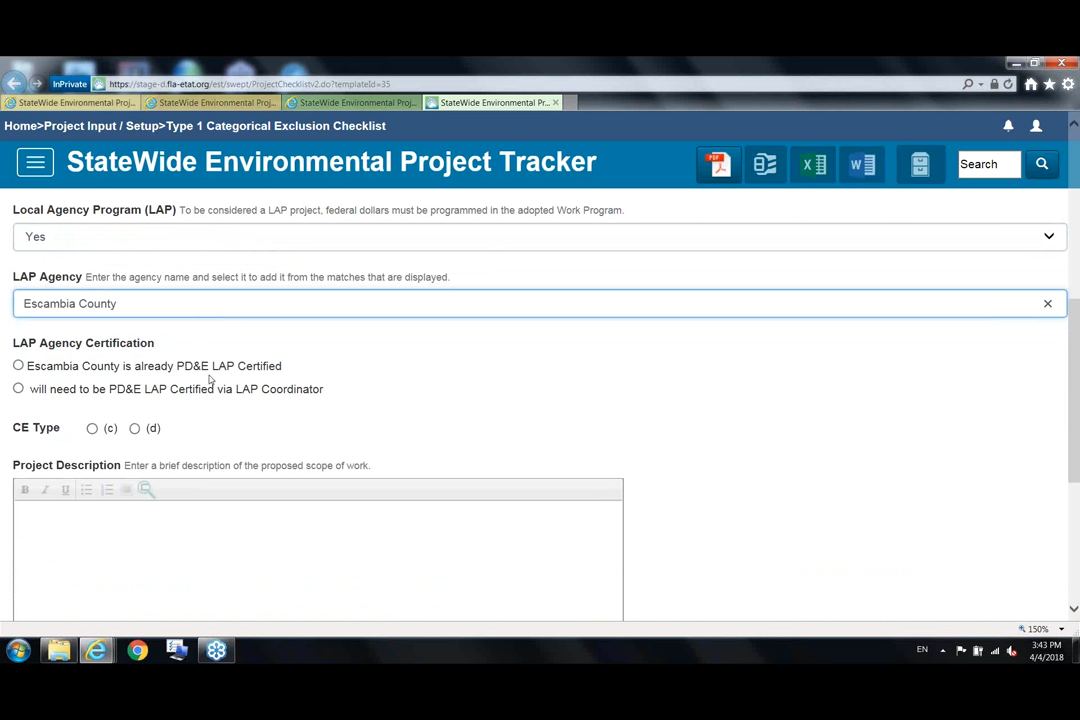 InPrivate https://stage-d.fla-etat.org/est/swept/ProjectChecklistv2.do?templateId=35
StateWide Environmental Proj... StateWide Environmental Proj... StateWide Environmental Proj... StateWide Environmental Pr...
Home>Project Input / Setup>Type 1 Categorical Exclusion Checklist
StateWide Environmental Project Tracker
PDF
Search
Local Agency Program (LAP) To be considered a LAP project, federal dollars must be programmed in the adopted Work Program.
Yes
LAP Agency Enter the agency name and select it to add it from the matches that are displayed.
Escambia County
LAP Agency Certification
Escambia County is already PD&E LAP Certified
will need to be PD&E LAP Certified via LAP Coordinator
CE Type (c) (d)
Project Description Enter a brief description of the proposed scope of work.
B I U
150%
EN 3:43 PM
4/4/2018